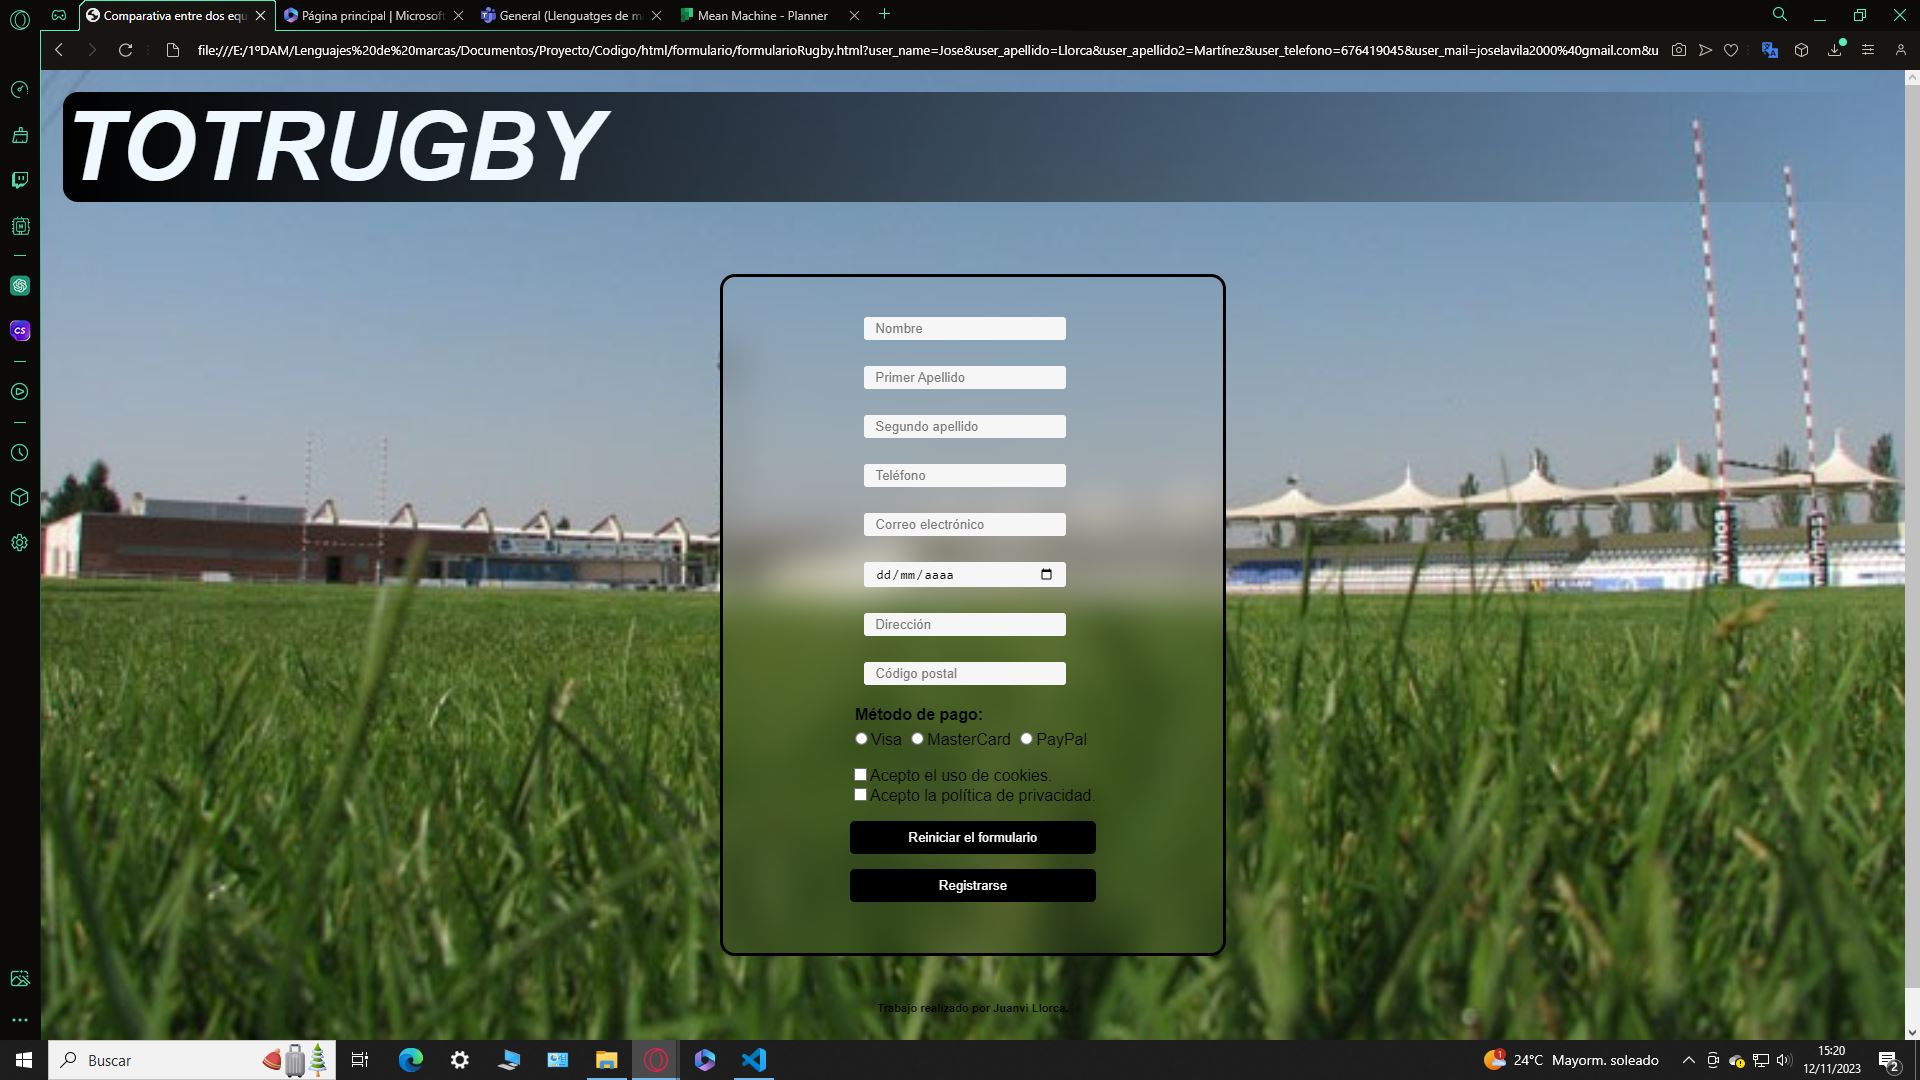 Comparativa entre dos equ
Página principal | Microsoft
General (Llenguatges de m
Mean Machine - Planner
file:///E:/1ºDAM/Lenguajes%20de%20marcas/Documentos/Proyecto/Codigo/html/formulario/formularioRugby.html?user_name=Jose&user_apellido=Llorca&user_apellido2=Martínez&user_telefono=676419045&user_mail=joselavila2000%40gmail.com&u
TOTRUGBY
Nombre
Primer Apellido
Segundo apellido
Teléfono
Correo electrónico
dd/mm/aaaa
Dirección
Código postal
Método de pago:
Visa MasterCard PayPal
Acepto el uso de cookies.
Acepto la política de privacidad.
Reiniciar el formulario
Registrarse
Trabajo realizado por Juanvi Llorca.
CS
Buscar
1
24°C Mayorm. soleado
15:20
12/11/2023
2